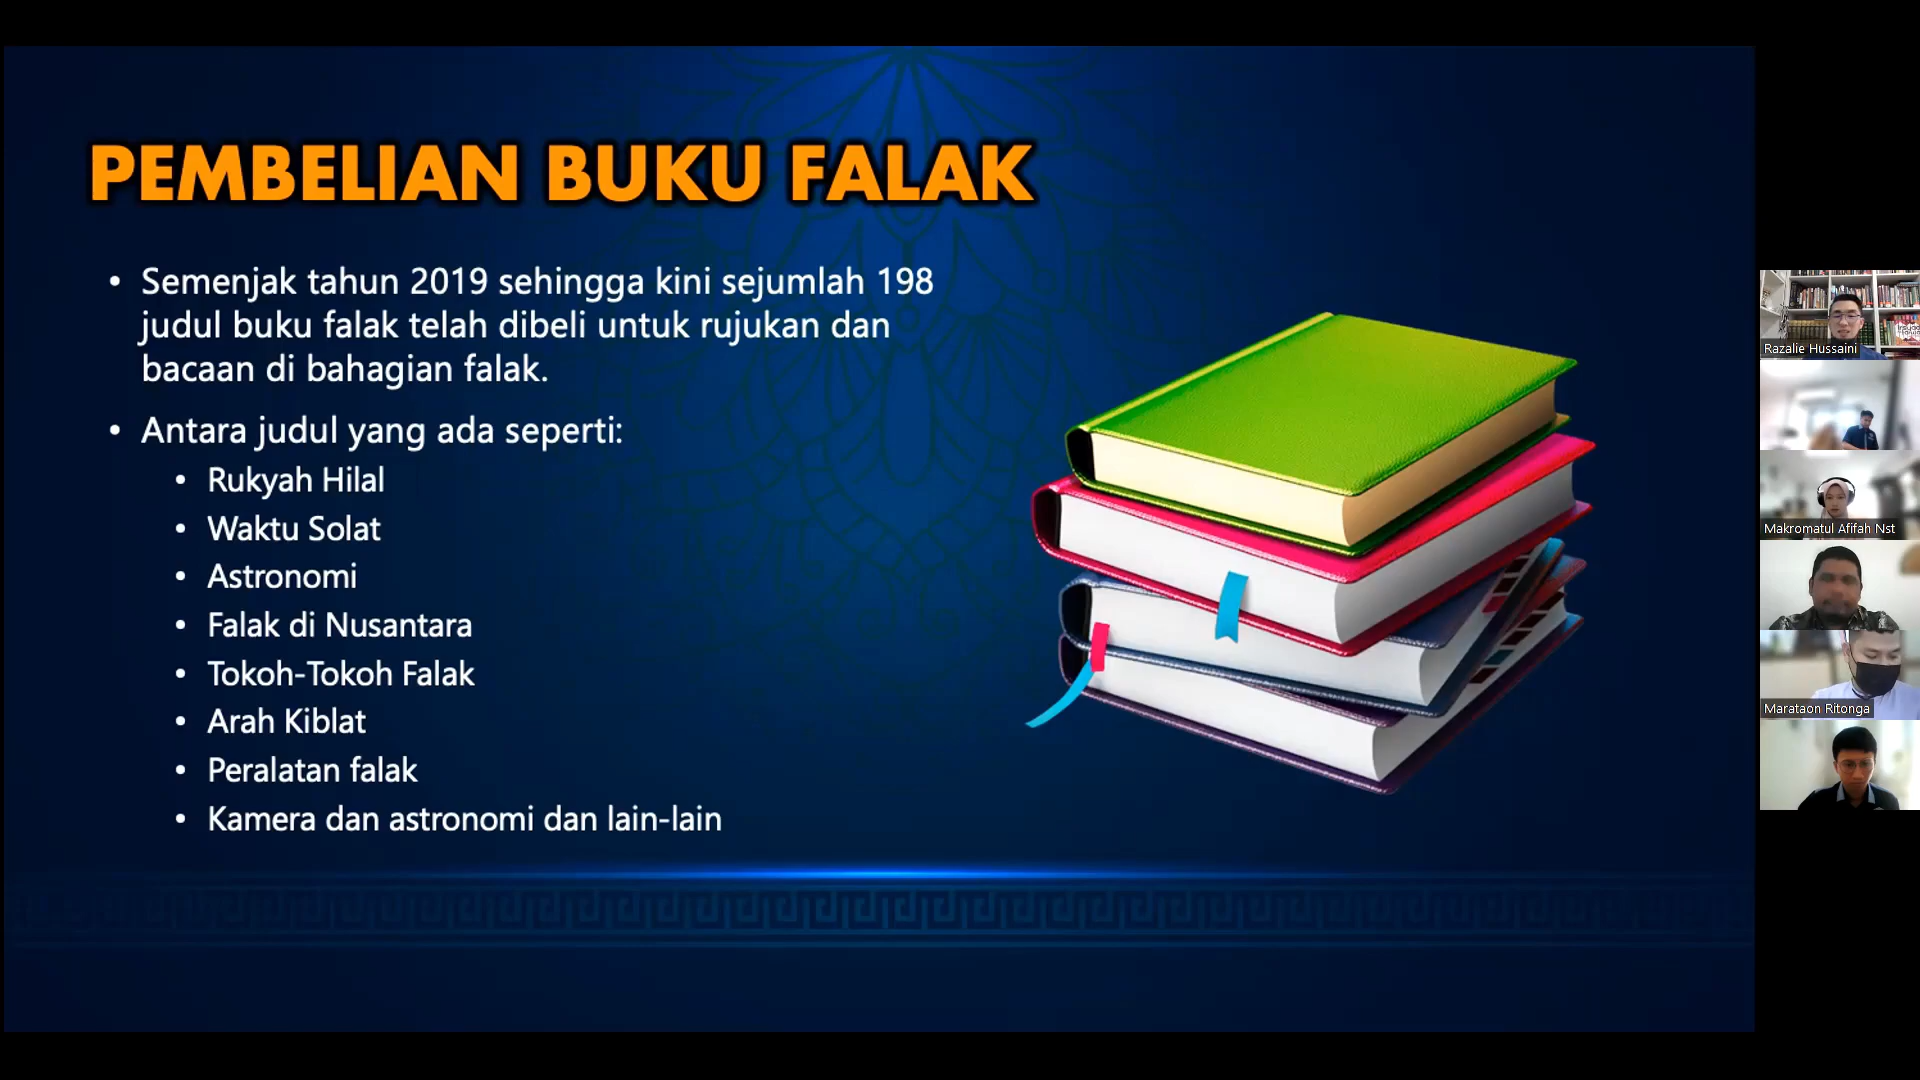 PEMBELIAN BUKU FALAK
• Semenjak tahun 2019 sehingga kini sejumlah 198
judul buku falak telah dibeli untuk rujukan dan
bacaan di bahagian falak.
• Antara judul yang ada seperti:
• Rukyah Hilal
• Waktu Solat
• Astronomi
• Falak di Nusantara
• Tokoh-Tokoh Falak
• Arah Kiblat
• Peralatan falak
• Kamera dan astronomi dan lain-lain
Razalie Hussaini
Makromatul Afifah Nst
Marataon Ritonga